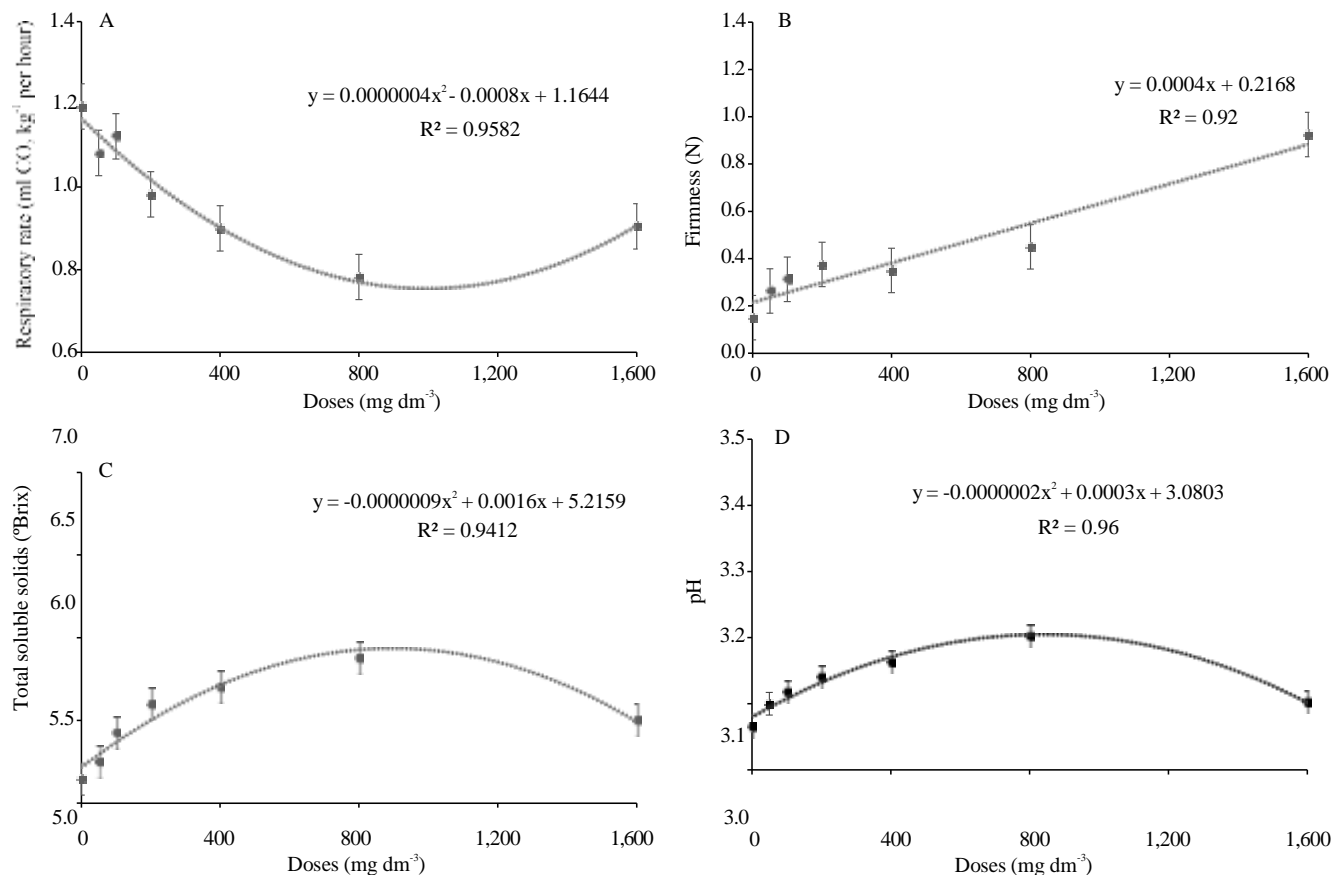 A
Respiratory rate (ml CO, kg⁻¹ per hour)
1.4
1.2
1.0
0.8
0.6
y = 0.0000004x² - 0.0008x + 1.1644
R² = 0.9582
0 400 800 1,200 1,600
Doses (mg dm⁻³)
B
Firmness (N)
1.4
1.2
1.0
0.8
0.6
0.4
0.2
0.0
y = 0.0004x + 0.2168
R² = 0.92
0 400 800 1,200 1,600
Doses (mg dm⁻³)
C
Total soluble solids (ºBrix)
7.0
6.5
6.0
5.5
5.0
y = -0.0000009x² + 0.0016x + 5.2159
R² = 0.9412
0 400 800 1,200 1,600
Doses (mg dm⁻³)
D
pH
3.5
3.4
3.3
3.2
3.1
3.0
y = -0.0000002x² + 0.0003x + 3.0803
R² = 0.96
0 400 800 1,200 1,600
Doses (mg dm⁻³)